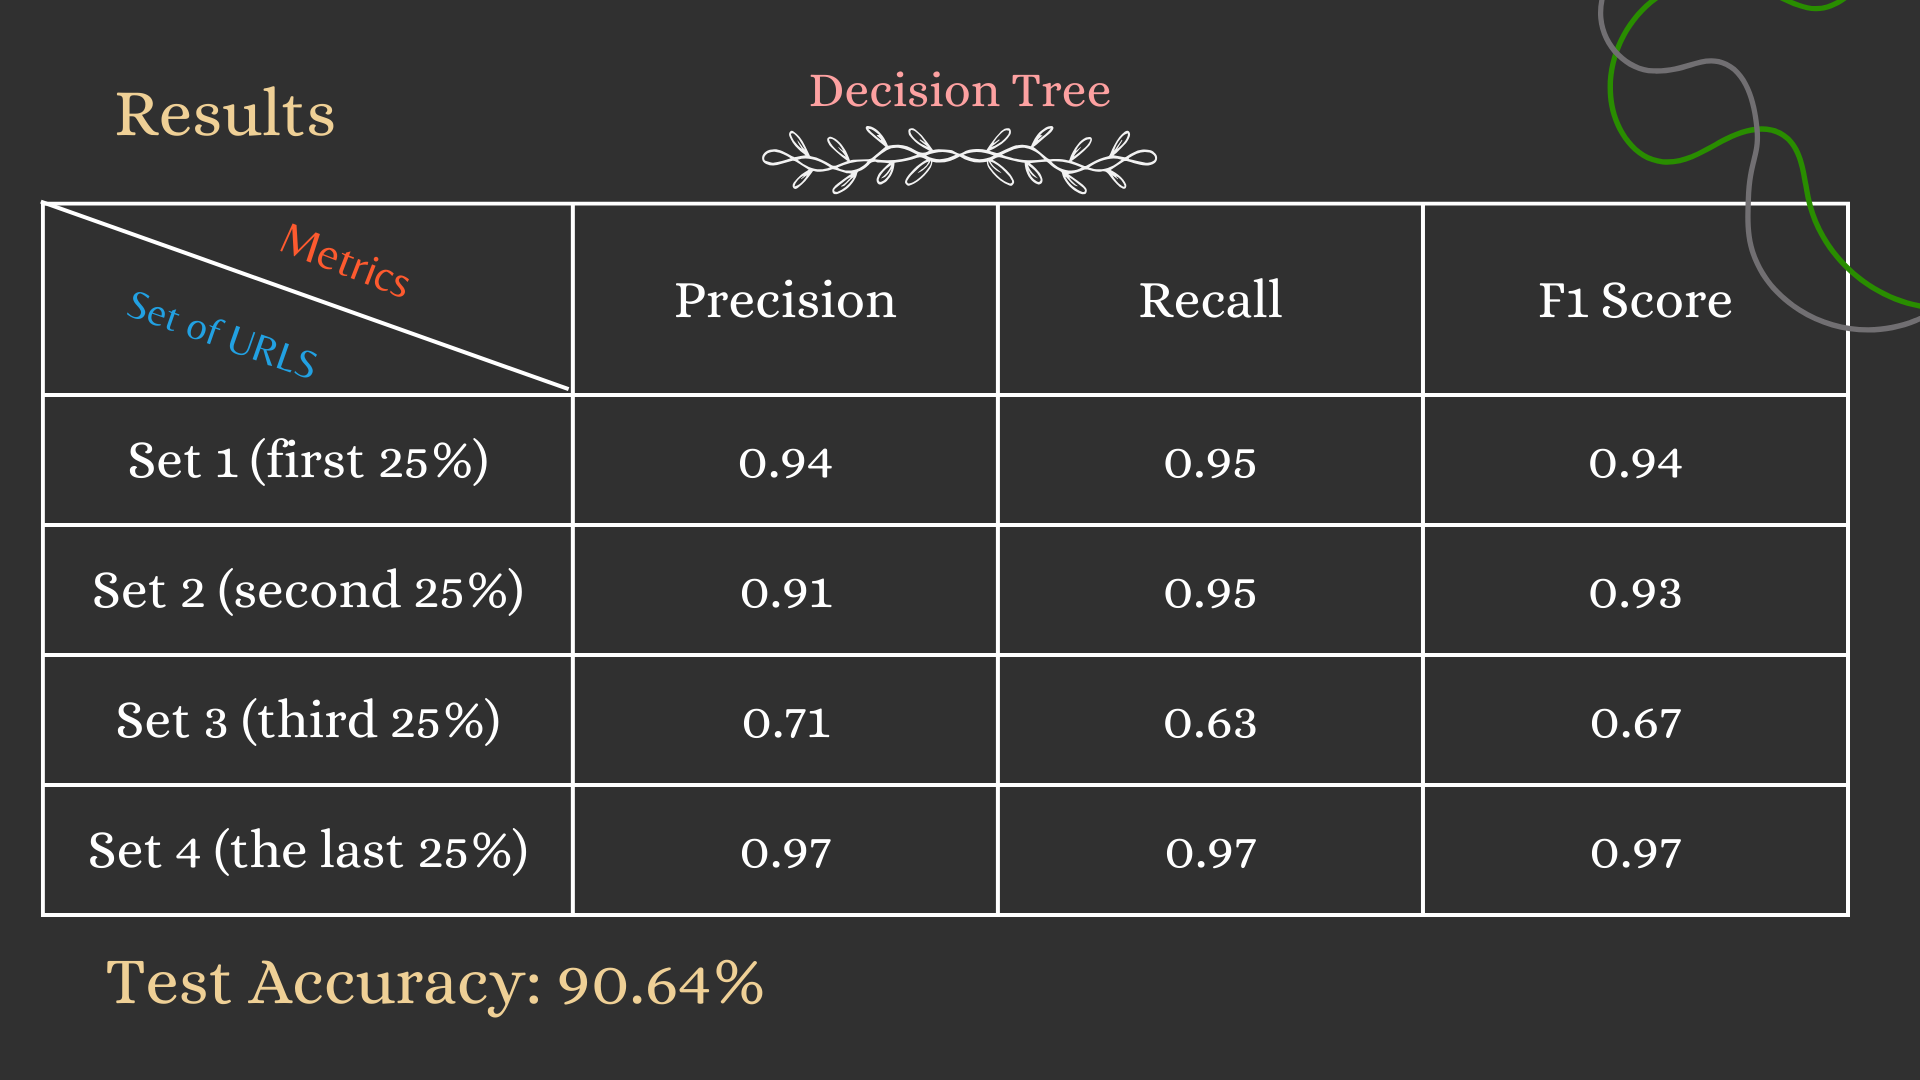 Results
Decision Tree
Metrics
Set of URLS
Precision Recall F1 Score
Set 1 (first 25%) 0.94 0.95 0.94
Set 2 (second 25%) 0.91 0.95 0.93
Set 3 (third 25%) 0.71 0.63 0.67
Set 4 (the last 25%) 0.97 0.97 0.97
Test Accuracy: 90.64%